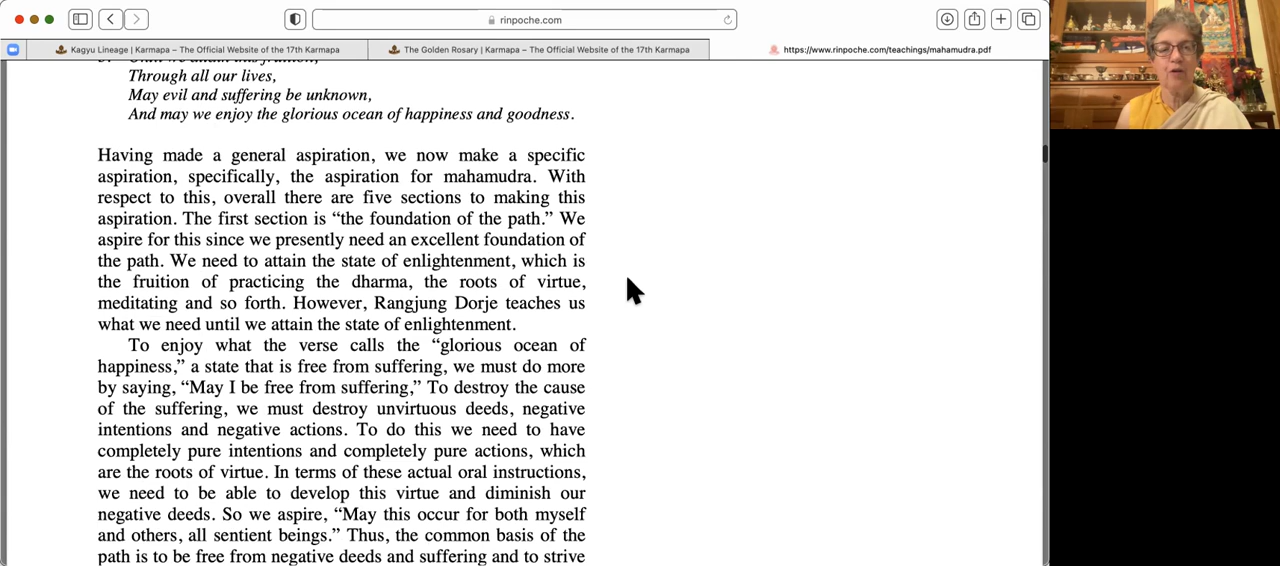 rinpoche.com
Kagyu Lineage | Karmapa – The Official Website of the 17th Karmapa
The Golden Rosary | Karmapa – The Official Website of the 17th Karmapa
https://www.rinpoche.com/teachings/mahamudra.pdf
Through all our lives,
May evil and suffering be unknown,
And may we enjoy the glorious ocean of happiness and goodness.
Having made a general aspiration, we now make a specific
aspiration, specifically, the aspiration for mahamudra. With
respect to this, overall there are five sections to making this
aspiration. The first section is “the foundation of the path.” We
aspire for this since we presently need an excellent foundation of
the path. We need to attain the state of enlightenment, which is
the fruition of practicing the dharma, the roots of virtue,
meditating and so forth. However, Rangjung Dorje teaches us
what we need until we attain the state of enlightenment.
To enjoy what the verse calls the “glorious ocean of
happiness,” a state that is free from suffering, we must do more
by saying, “May I be free from suffering,” To destroy the cause
of the suffering, we must destroy unvirtuous deeds, negative
intentions and negative actions. To do this we need to have
completely pure intentions and completely pure actions, which
are the roots of virtue. In terms of these actual oral instructions,
we need to be able to develop this virtue and diminish our
negative deeds. So we aspire, “May this occur for both myself
and others, all sentient beings.” Thus, the common basis of the
path is to be free from negative deeds and suffering and to strive